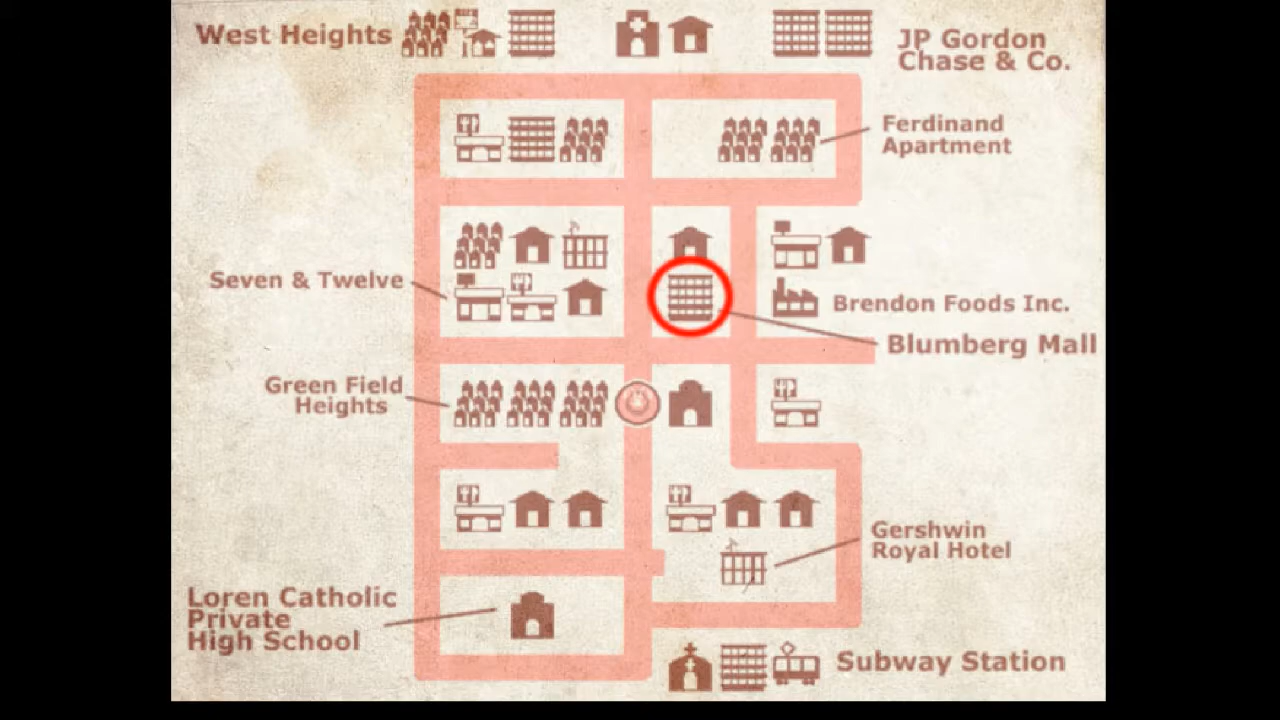 West Heights
JP Gordon
Chase & Co.
Ferdinand
Apartment
Seven & Twelve
Brendon Foods Inc.
Blumberg Mall
Green Field
Heights
Gershwin
Royal Hotel
Loren Catholic
Private
High School
Subway Station